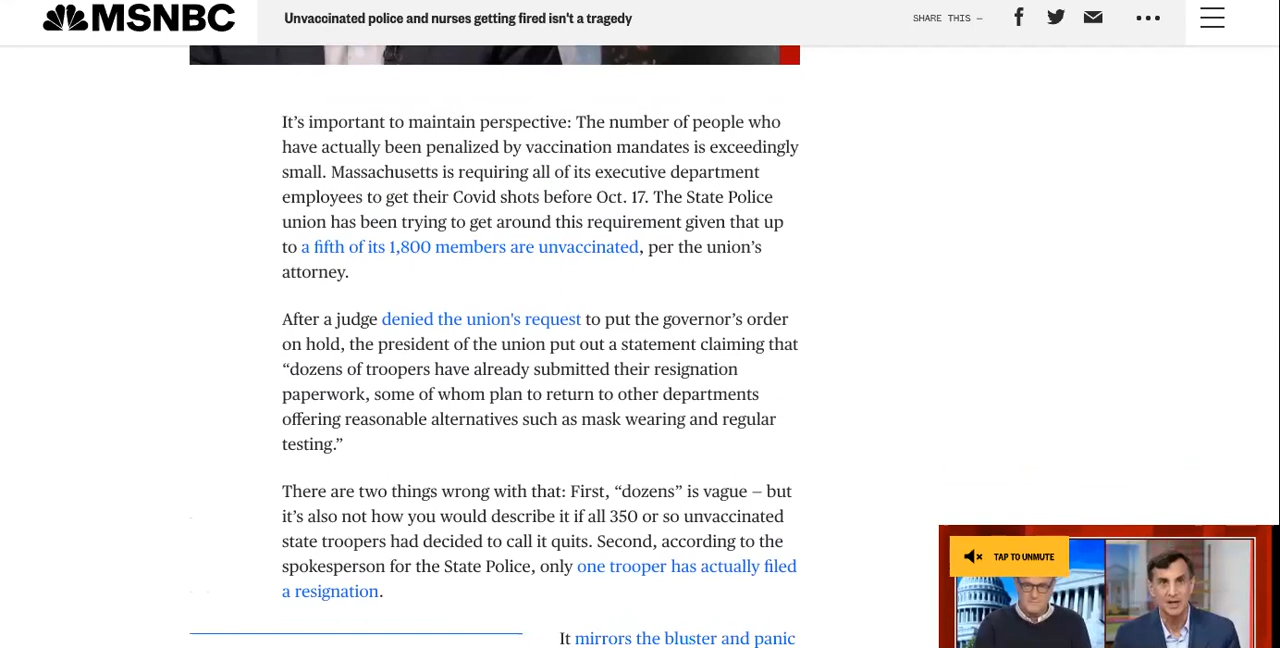 MSNBC
Unvaccinated police and nurses getting fired isn't a tragedy
SHARE THIS —
It’s important to maintain perspective: The number of people who
have actually been penalized by vaccination mandates is exceedingly
small. Massachusetts is requiring all of its executive department
employees to get their Covid shots before Oct. 17. The State Police
union has been trying to get around this requirement given that up
to a fifth of its 1,800 members are unvaccinated, per the union’s
attorney.
After a judge denied the union's request to put the governor’s order
on hold, the president of the union put out a statement claiming that
“dozens of troopers have already submitted their resignation
paperwork, some of whom plan to return to other departments
offering reasonable alternatives such as mask wearing and regular
testing.”
There are two things wrong with that: First, “dozens” is vague — but
it’s also not how you would describe it if all 350 or so unvaccinated
state troopers had decided to call it quits. Second, according to the
spokesperson for the State Police, only one trooper has actually filed
a resignation.
It mirrors the bluster and panic
TAP TO UNMUTE